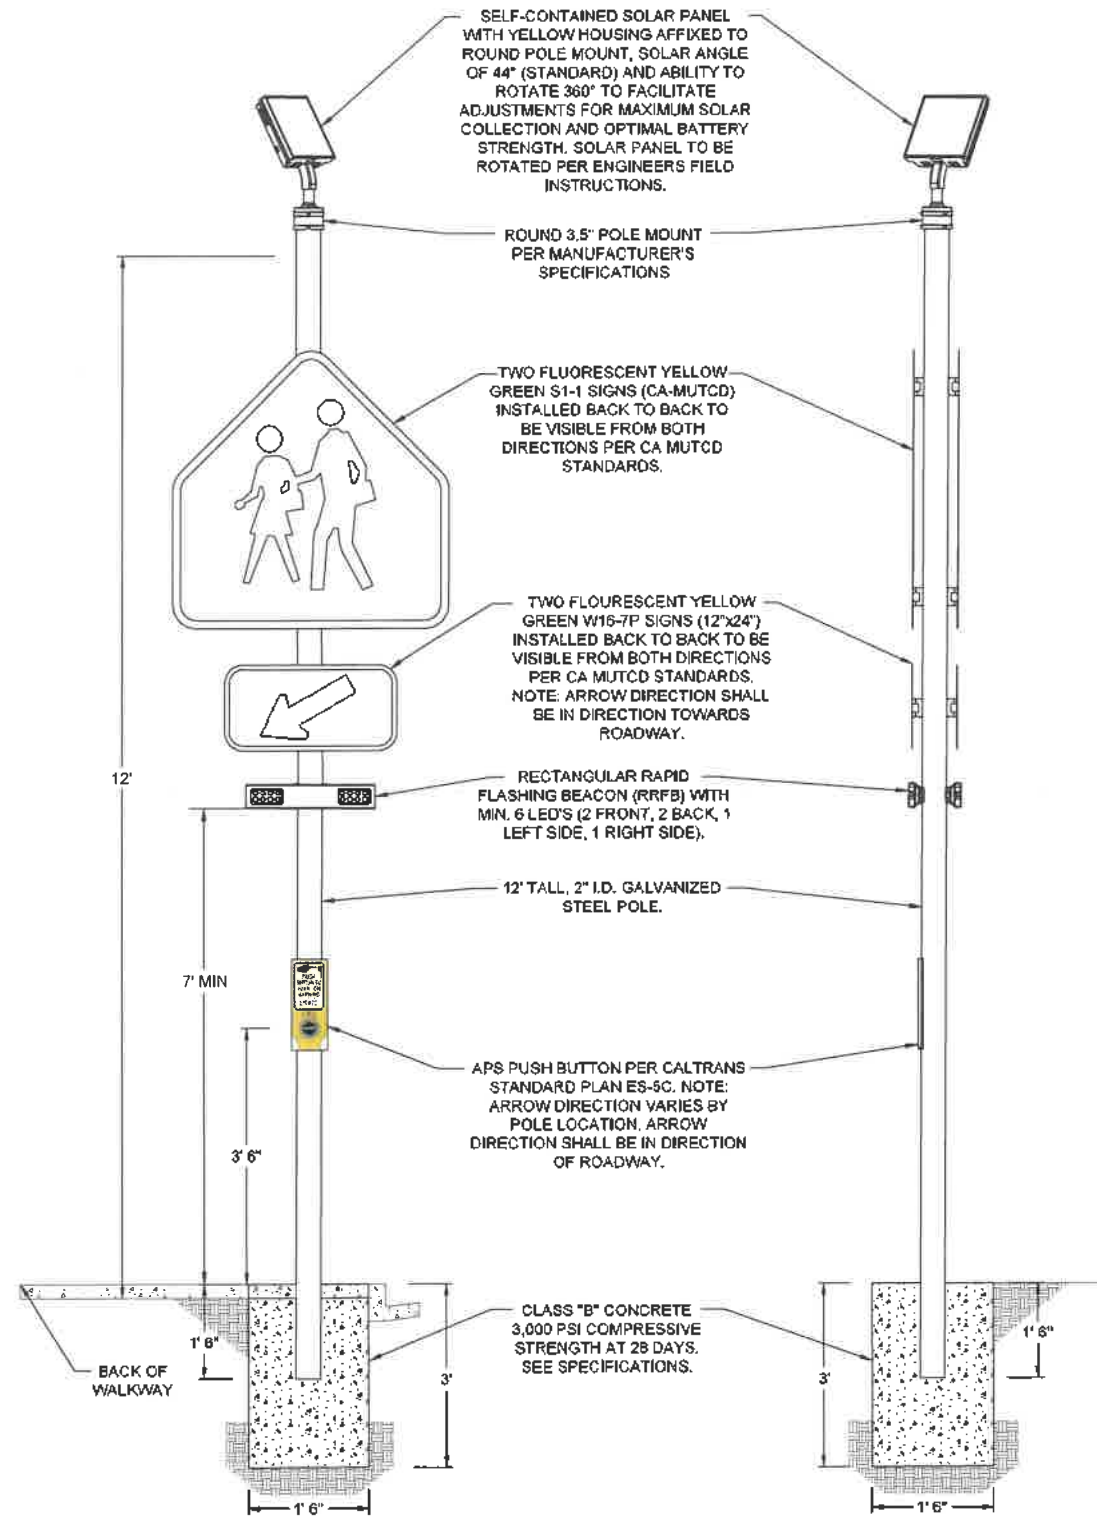 SELF-CONTAINED SOLAR PANEL
WITH YELLOW HOUSING AFFIXED TO
ROUND POLE MOUNT, SOLAR ANGLE
OF 44° (STANDARD) AND ABILITY TO
ROTATE 360° TO FACILITATE
ADJUSTMENTS FOR MAXIMUM SOLAR
COLLECTION AND OPTIMAL BATTERY
STRENGTH. SOLAR PANEL TO BE
ROTATED PER ENGINEERS FIELD
INSTRUCTIONS.
ROUND 3.5" POLE MOUNT
PER MANUFACTURER'S
SPECIFICATIONS
TWO FLUORESCENT YELLOW
GREEN S1-1 SIGNS (CA-MUTCD)
INSTALLED BACK TO BACK TO
BE VISIBLE FROM BOTH
DIRECTIONS PER CA MUTCD
STANDARDS.
TWO FLOURESCENT YELLOW
GREEN W16-7P SIGNS (12"x24")
INSTALLED BACK TO BACK TO BE
VISIBLE FROM BOTH DIRECTIONS
PER CA MUTCD STANDARDS.
NOTE: ARROW DIRECTION SHALL
BE IN DIRECTION TOWARDS
ROADWAY.
12'
RECTANGULAR RAPID
FLASHING BEACON (RRFB) WITH
MIN. 6 LED'S (2 FRONT, 2 BACK, 1
LEFT SIDE, 1 RIGHT SIDE).
12' TALL, 2" I.D. GALVANIZED
STEEL POLE.
7' MIN
PUSH
APS PUSH BUTTON PER CALTRANS
STANDARD PLAN ES-5C. NOTE:
ARROW DIRECTION VARIES BY
POLE LOCATION. ARROW
DIRECTION SHALL BE IN DIRECTION
OF ROADWAY.
3' 6"
CLASS "B" CONCRETE
3,000 PSI COMPRESSIVE
STRENGTH AT 28 DAYS.
SEE SPECIFICATIONS.
1' 6"
1' 6"
BACK OF
WALKWAY
3'
3'
1' 6"
1' 6"